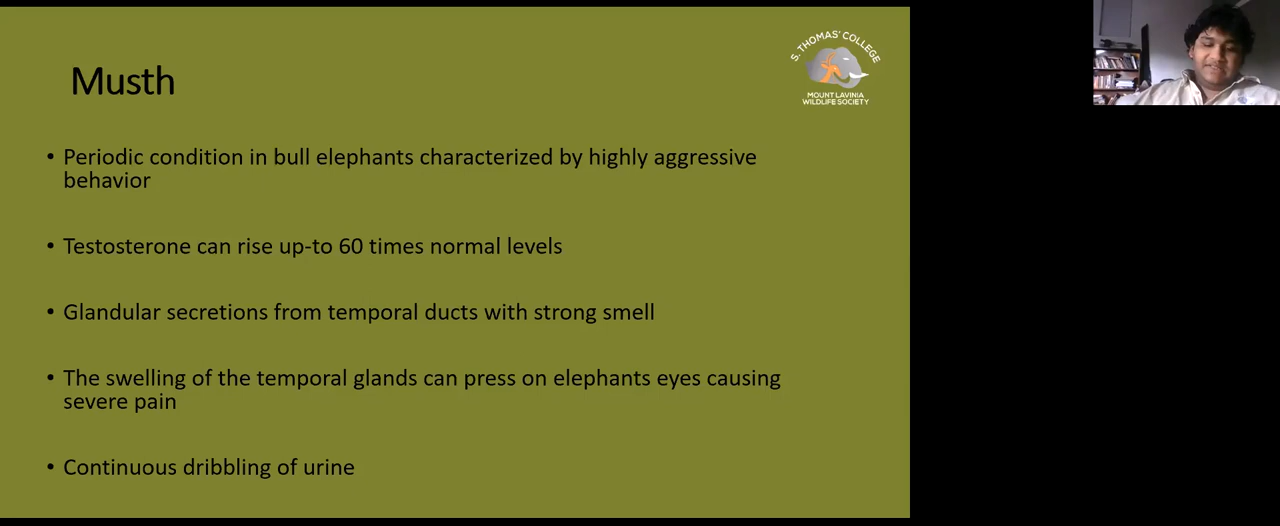 S. THOMAS' COLLEGE
MOUNT LAVINIA
WILDLIFE SOCIETY
Musth
• Periodic condition in bull elephants characterized by highly aggressive
behavior
• Testosterone can rise up-to 60 times normal levels
• Glandular secretions from temporal ducts with strong smell
• The swelling of the temporal glands can press on elephants eyes causing
severe pain
• Continuous dribbling of urine